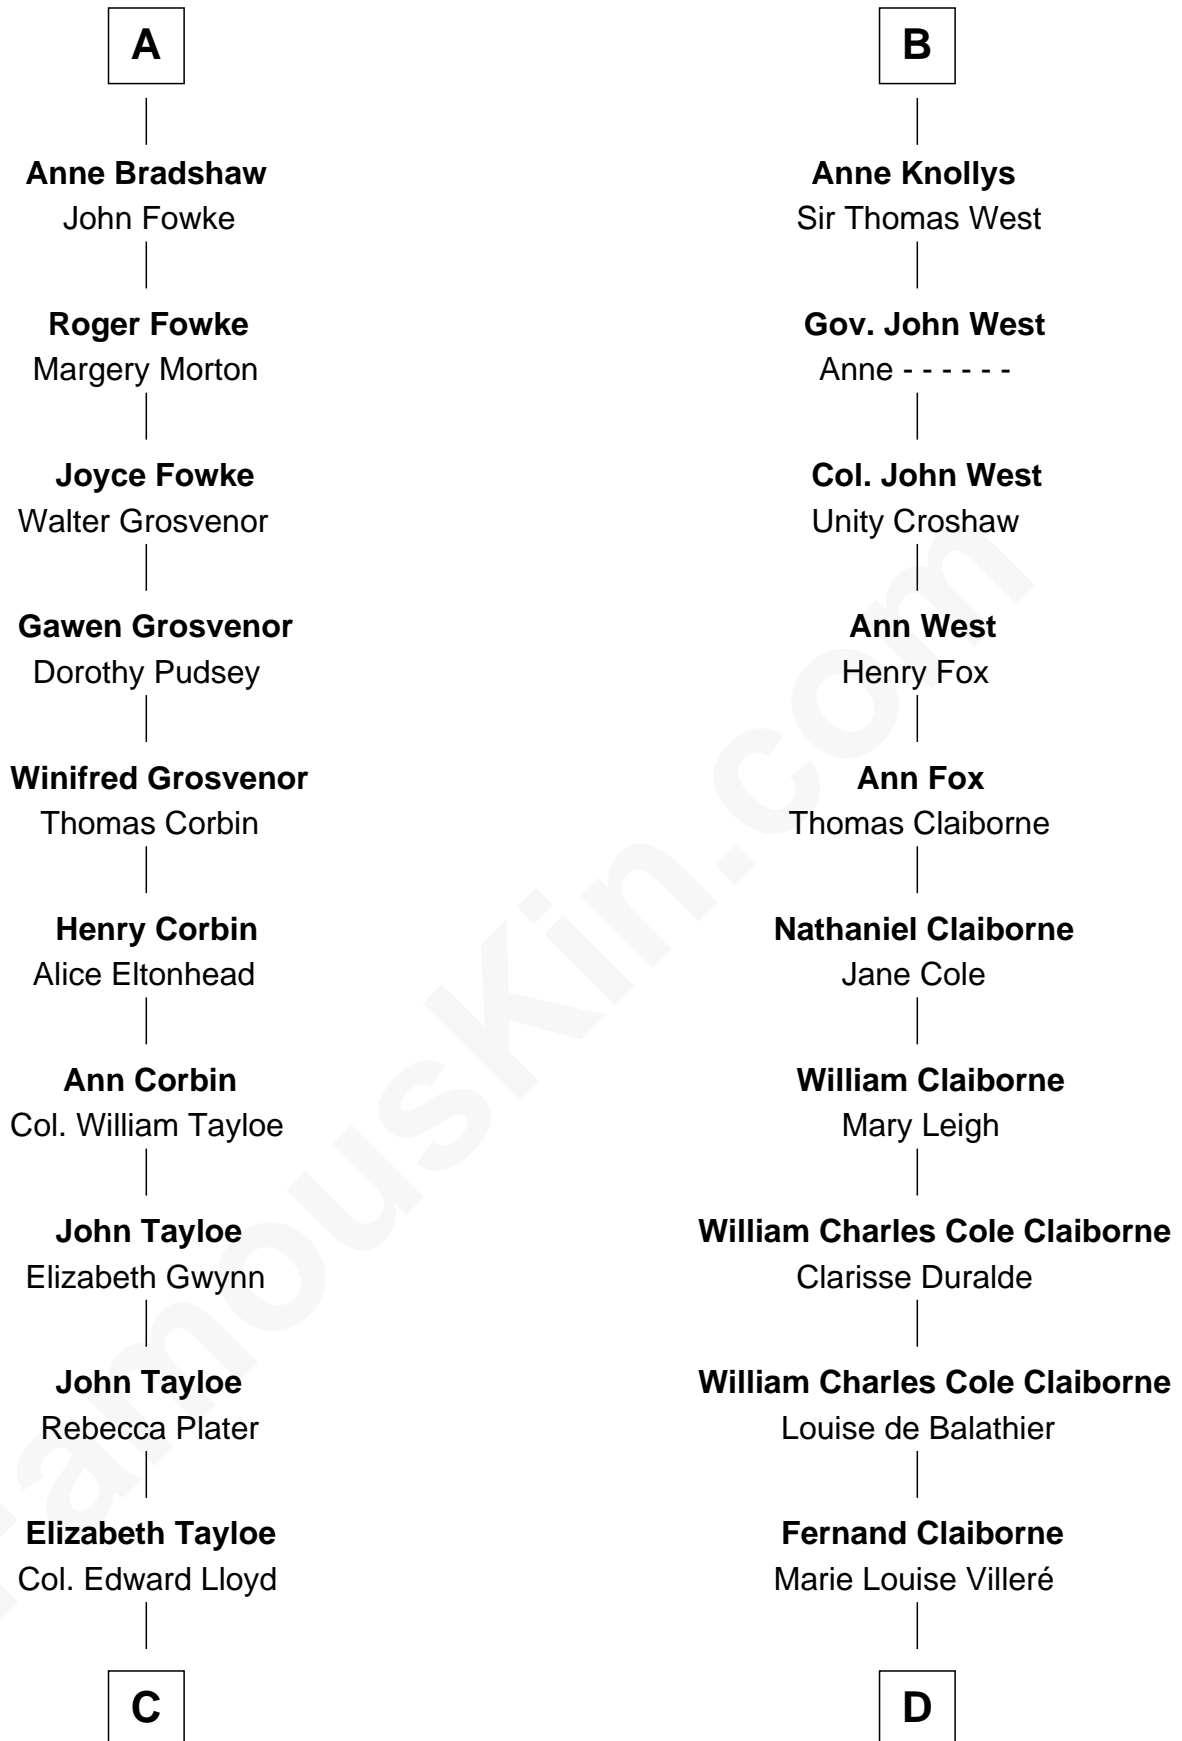 A
Anne Bradshaw
John Fowke
Roger Fowke
Margery Morton
Joyce Fowke
Walter Grosvenor
Gawen Grosvenor
Dorothy Pudsey
Winifred Grosvenor
Thomas Corbin
Henry Corbin
Alice Eltonhead
Ann Corbin
Col. William Tayloe
John Tayloe
Elizabeth Gwynn
John Tayloe
Rebecca Plater
Elizabeth Tayloe
Col. Edward Lloyd
C
B
Anne Knollys
Sir Thomas West
Gov. John West
Anne - - - - - -
Col. John West
Unity Croshaw
Ann West
Henry Fox
Ann Fox
Thomas Claiborne
Nathaniel Claiborne
Jane Cole
William Claiborne
Mary Leigh
William Charles Cole Claiborne
Clarisse Duralde
William Charles Cole Claiborne
Louise de Balathier
Fernand Claiborne
Marie Louise Villeré
D
FamousKin.com